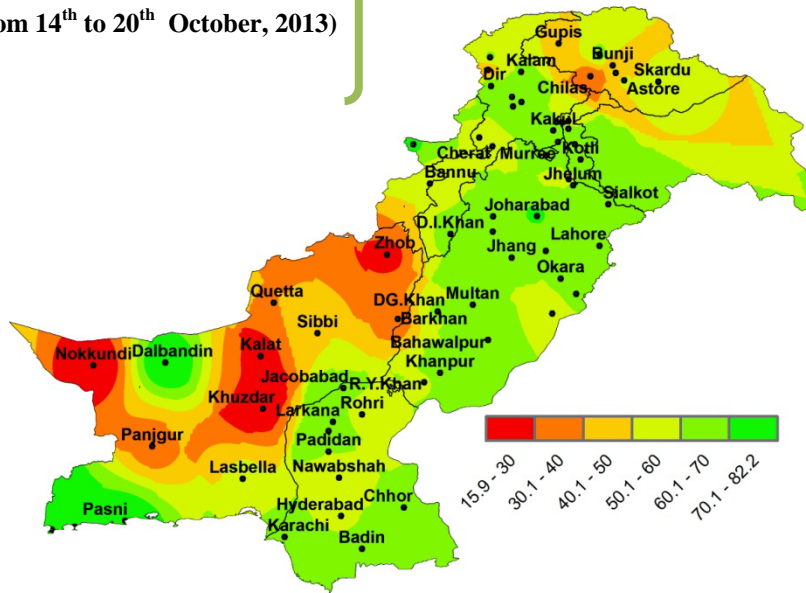 om 14th to 20th October, 2013)
Gupis
Bunji
Kalam
Skardu
Dir
Chilas
Astore
Kakul
Cherat
Murree
Kotli
Bannu
Jhelum
Sialkot
Joharabad
D.I.Khan
Lahore
Zhob
Jhang
Okara
Quetta
DG.Khan
Multan
Sibbi
Barkhan
Kalat
Bahawalpur
Nokkundi
Dalbandin
Khanpur
Jacobabad
R.Y.Khan
Khuzdar
Larkana
Rohri
Panjgur
Padidan
Lasbella
Nawabshah
Pasni
Hyderabad
Chhor
Karachi
Badin
15.9 - 30
30.1 - 40
40.1 - 50
50.1 - 60
60.1 - 70
70.1 - 82.2